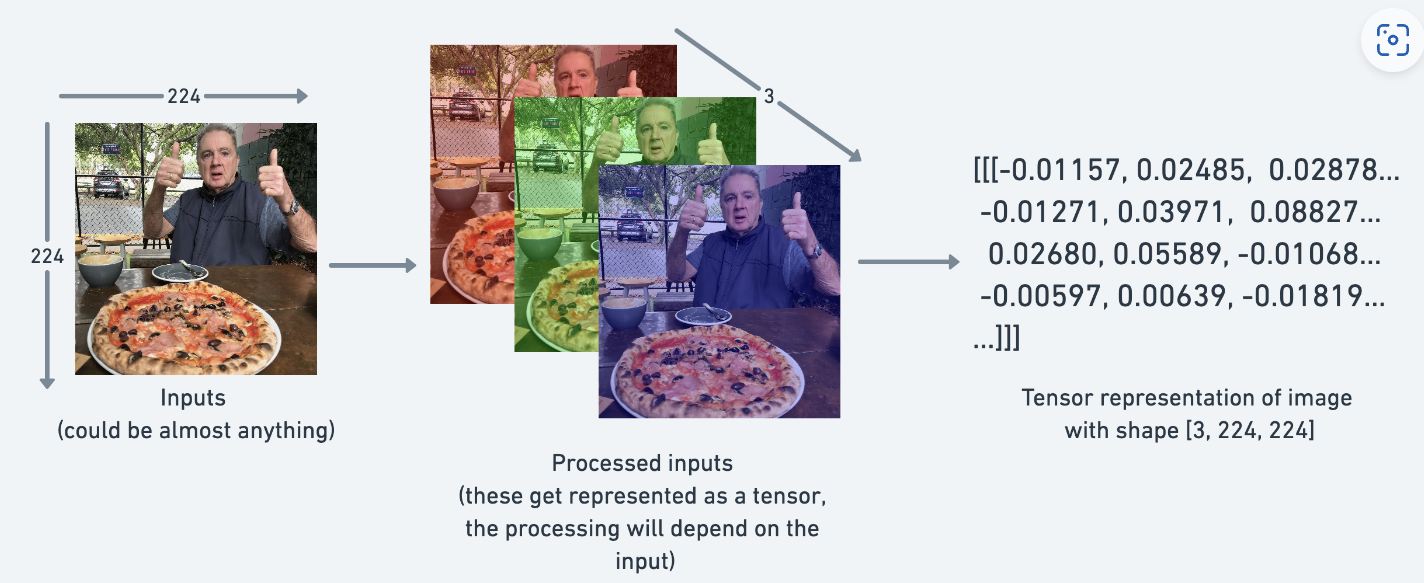 224
224
Inputs
(could be almost anything)
3
Processed inputs
(these get represented as a tensor,
the processing will depend on the
input)
[[[-0.01157, 0.02485, 0.02878...
-0.01271, 0.03971, 0.08827...
0.02680, 0.05589, -0.01068...
-0.00597, 0.00639, -0.01819...
...]]]
Tensor representation of image
with shape [3, 224, 224]